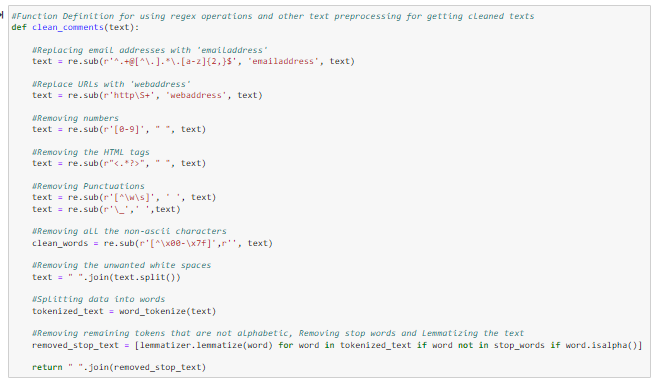 #Function Definition for using regex operations and other text preprocessing for getting cleaned texts
def clean_comments(text):
#Replacing email addresses with 'emailaddress'
text = re.sub(r'^.+@[^\.].*\.[a-z]{2,}$', 'emailaddress', text)
#Replace URLs with 'webaddress'
text = re.sub(r'http\S+', 'webaddress', text)
#Removing numbers
text = re.sub(r'[0-9]', " ", text)
#Removing the HTML tags
text = re.sub(r"<.*?>", " ", text)
#Removing Punctuations
text = re.sub(r'[^\w\s]', ' ', text)
text = re.sub(r'\_',' ',text)
#Removing all the non-ascii characters
clean_words = re.sub(r'[^\x00-\x7f]',r'', text)
#Removing the unwanted white spaces
text = " ".join(text.split())
#Splitting data into words
tokenized_text = word_tokenize(text)
#Removing remaining tokens that are not alphabetic, Removing stop words and Lemmatizing the text
removed_stop_text = [lemmatizer.lemmatize(word) for word in tokenized_text if word not in stop_words if word.isalpha()]
return " ".join(removed_stop_text)